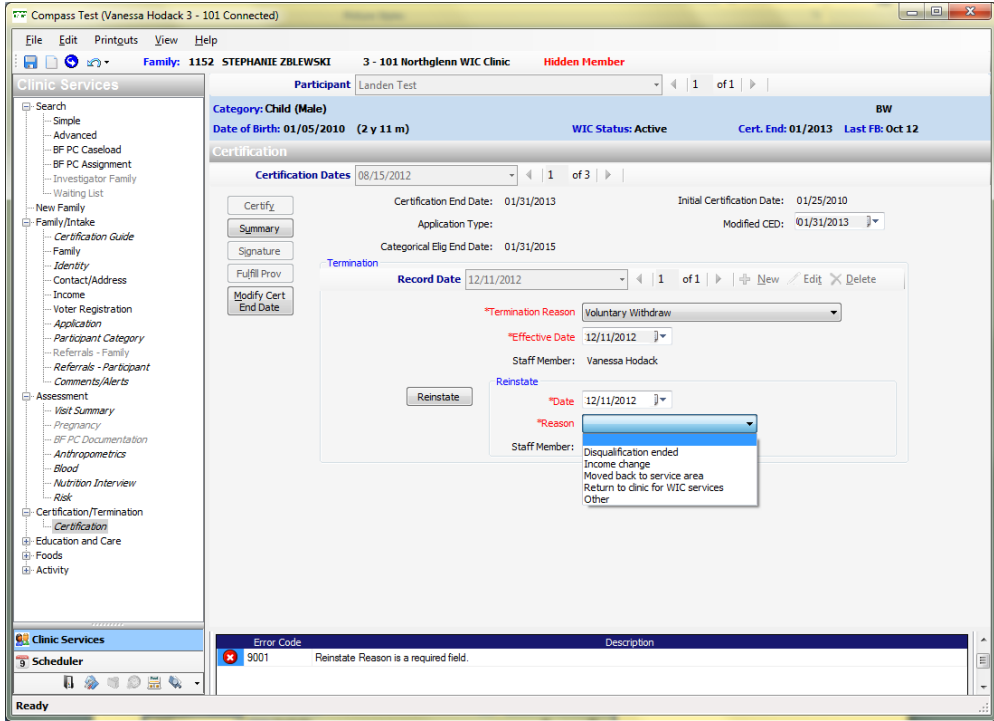 Compass Test (Vanessa Hodack 3 - 101 Connected)
File Edit Printouts View Help
Family: 1152 STEPHANIE ZBLEWSKI 3 - 101 Northglenn WIC Clinic Hidden Member
Clinic Services
Participant Landen Test 1 of 1
Category: Child (Male) BW
Date of Birth: 01/05/2010 (2 y 11 m) WIC Status: Active Cert. End: 01/2013 Last FB: Oct 12
Certification
Certification Dates 08/15/2012 1 of 3
Search
Simple
Advanced
BF PC Caseload
BF PC Assignment
Investigator Family
Waiting List
New Family
Family/Intake
Certification Guide
Family
Identity
Contact/Address
Income
Voter Registration
Application
Participant Category
Referrals - Family
Referrals - Participant
Comments/Alerts
Assessment
Visit Summary
Pregnancy
BF PC Documentation
Anthropometrics
Blood
Nutrition Interview
Risk
Certification/Termination
Certification
Education and Care
Foods
Activity
Certify
Summary
Signature
Fulfill Prov
Modify Cert
End Date
Certification End Date: 01/31/2013 Initial Certification Date: 01/25/2010
Application Type: Modified CED: 01/31/2013
Categorical Elig End Date: 01/31/2015
Termination
Record Date 12/11/2012 1 of 1 New Edit Delete
*Termination Reason Voluntary Withdraw
*Effective Date 12/11/2012
Staff Member: Vanessa Hodack
Reinstate
Reinstate
*Date 12/11/2012
*Reason
Staff Member:
Disqualification ended
Income change
Moved back to service area
Return to clinic for WIC services
Other
Clinic Services
9 Scheduler
Error Code Description
9001 Reinstate Reason is a required field.
Ready